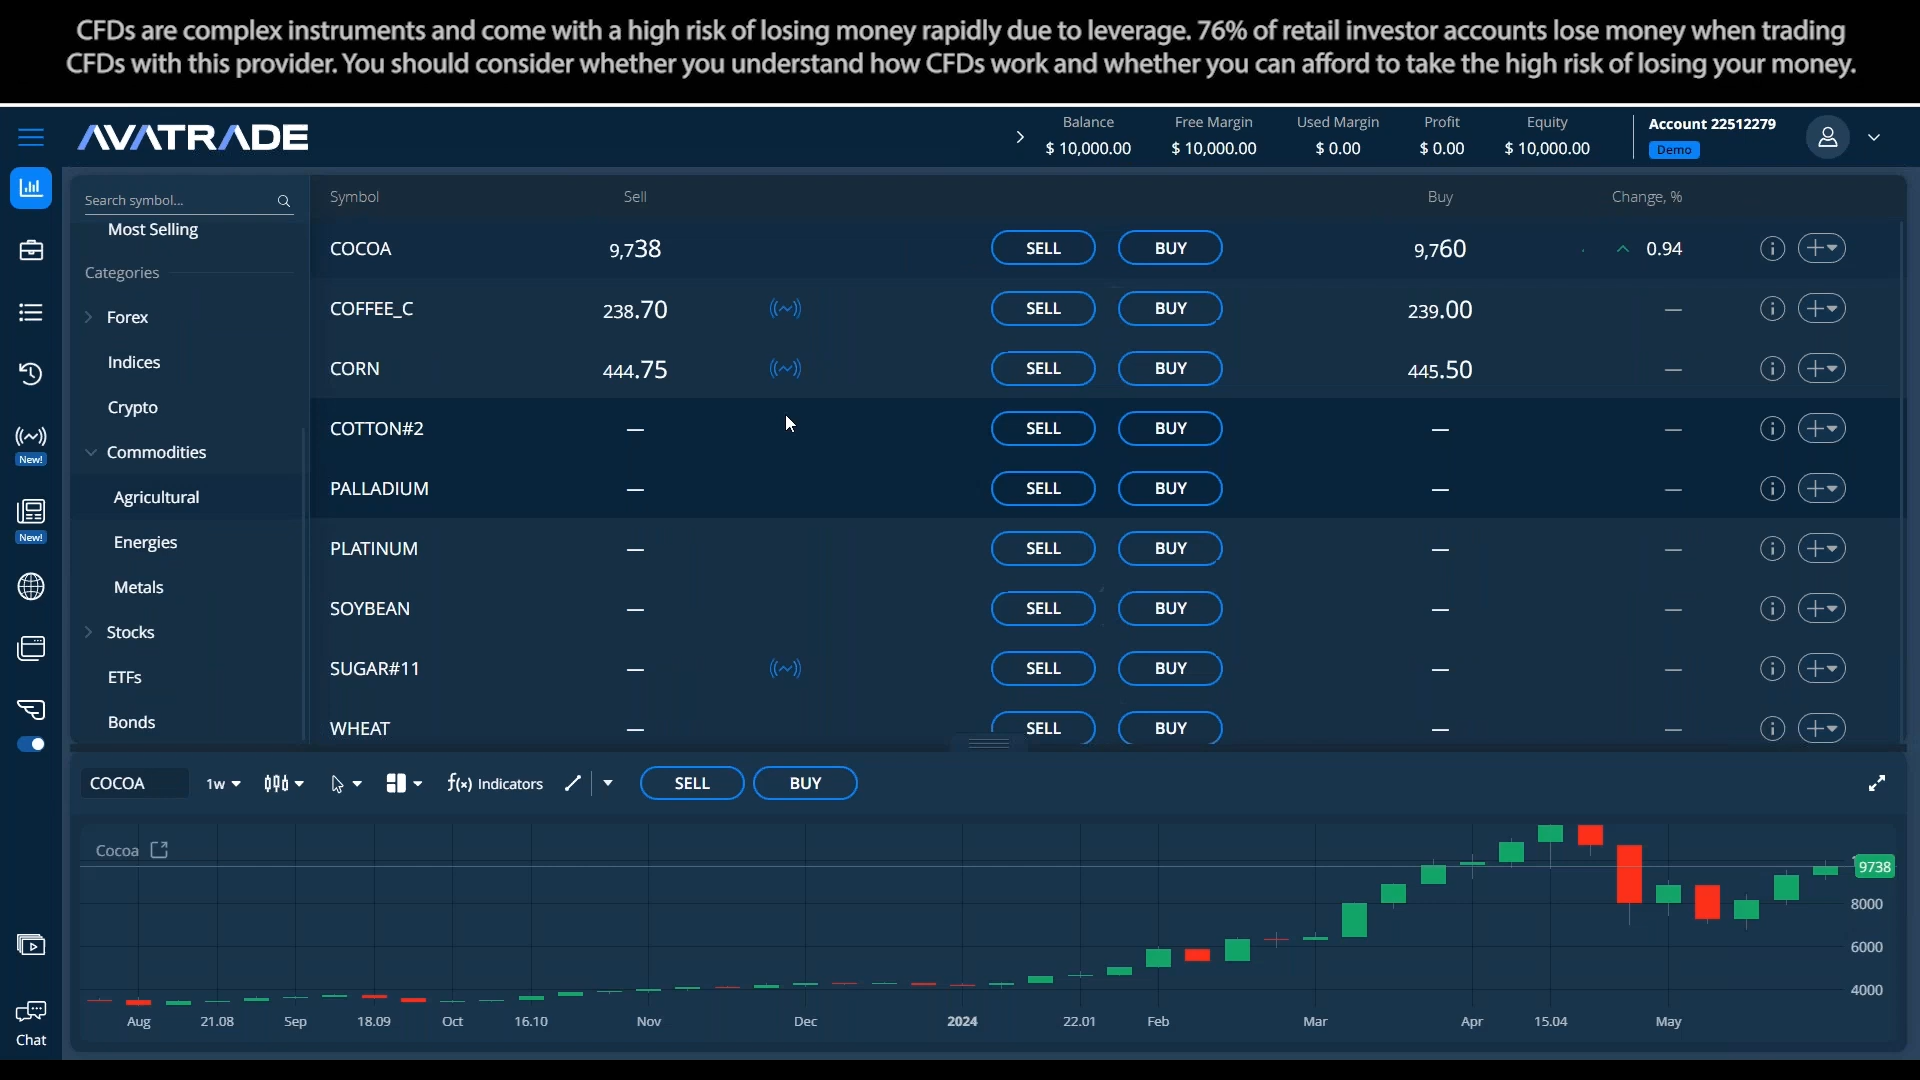 CFDs are complex instruments and come with a high risk of losing money rapidly due to leverage. 76% of retail investor accounts lose money when trading
CFDs with this provider. You should consider whether you understand how CFDs work and whether you can afford to take the high risk of losing your money.
AVATRADE
Balance Free Margin Used Margin Profit Equity
$ 10,000.00 $ 10,000.00 $ 0.00 $ 0.00 $ 10,000.00
Account 22512279
Demo
Search symbol...
Most Selling
Categories
Forex
Indices
Crypto
Commodities
Agricultural
Energies
Metals
Stocks
ETFs
Bonds
New!
New!
Chat
Symbol Sell Buy Change, %
COCOA 9,738 SELL BUY 9,760 0.94
COFFEE_C 238.70 SELL BUY 239.00 —
CORN 444.75 SELL BUY 445.50 —
COTTON#2 — SELL BUY — —
PALLADIUM — SELL BUY — —
PLATINUM — SELL BUY — —
SOYBEAN — SELL BUY — —
SUGAR#11 — SELL BUY — —
WHEAT — SELL BUY — —
COCOA 1w f(x) Indicators SELL BUY
Cocoa
9738
8000
6000
4000
Aug 21.08 Sep 18.09 Oct 16.10 Nov Dec 2024 22.01 Feb Mar Apr 15.04 May